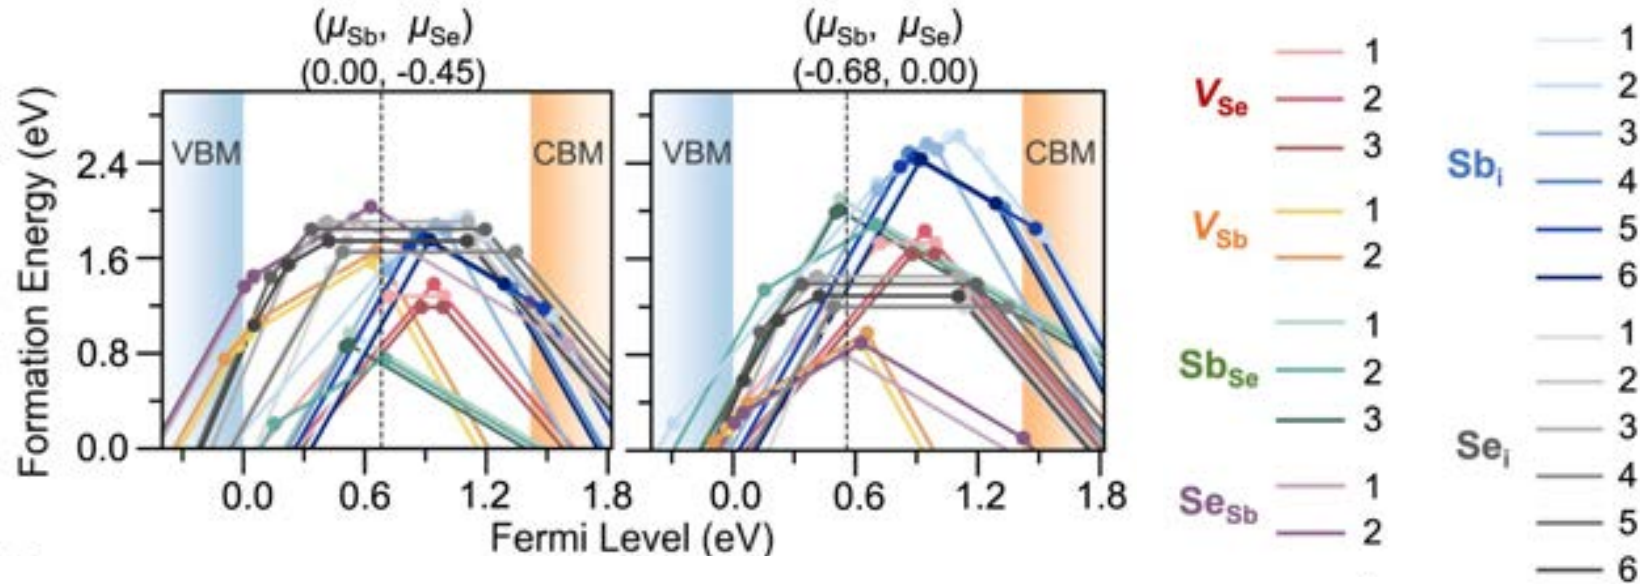 (μSb, μSe)
(0.00, -0.45)
(μSb, μSe)
(-0.68, 0.00)
Formation Energy (eV)
2.4
1.6
0.8
0.0
VBM
CBM
VBM
CBM
0.0 0.6 1.2 1.8
0.0 0.6 1.2 1.8
Fermi Level (eV)
VSe
1
2
3
VSb
1
2
SbSe
1
2
3
SeSb
1
2
Sbi
1
2
3
4
5
6
Sei
1
2
3
4
5
6